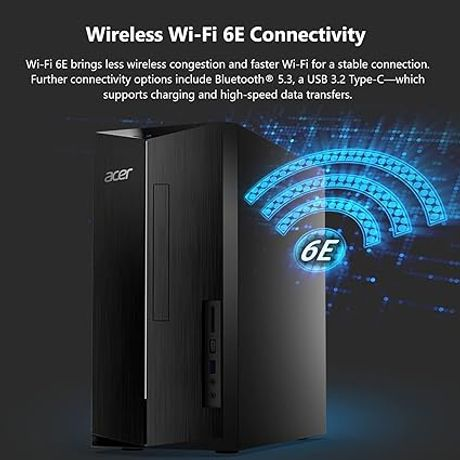 Wireless Wi-Fi 6E Connectivity
Wi-Fi 6E brings less wireless congestion and faster Wi-Fi for a stable connection.
Further connectivity options include Bluetooth® 5.3, a USB 3.2 Type-C—which
supports charging and high-speed data transfers.
acer
6E